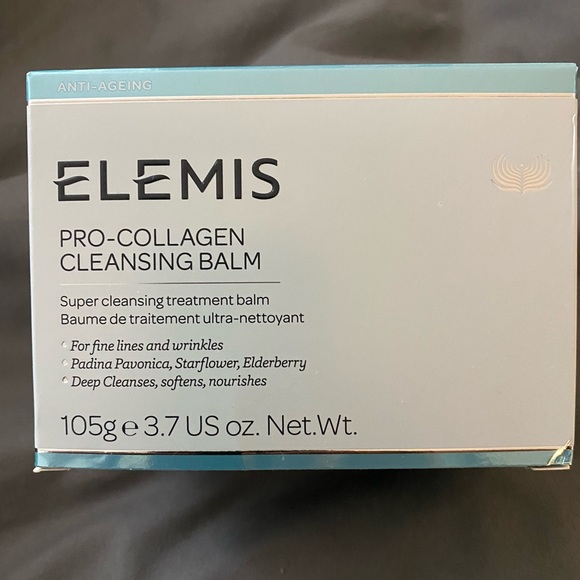 ANTI-AGEING
ELEMIS
PRO-COLLAGEN
CLEANSING BALM
Super cleansing treatment balm
Baume de traitement ultra-nettoyant
For fine lines and wrinkles
Padina Pavonica, Starflower, Elderberry
Deep Cleanses, softens, nourishes
105g e 3.7 US oz. Net.Wt.